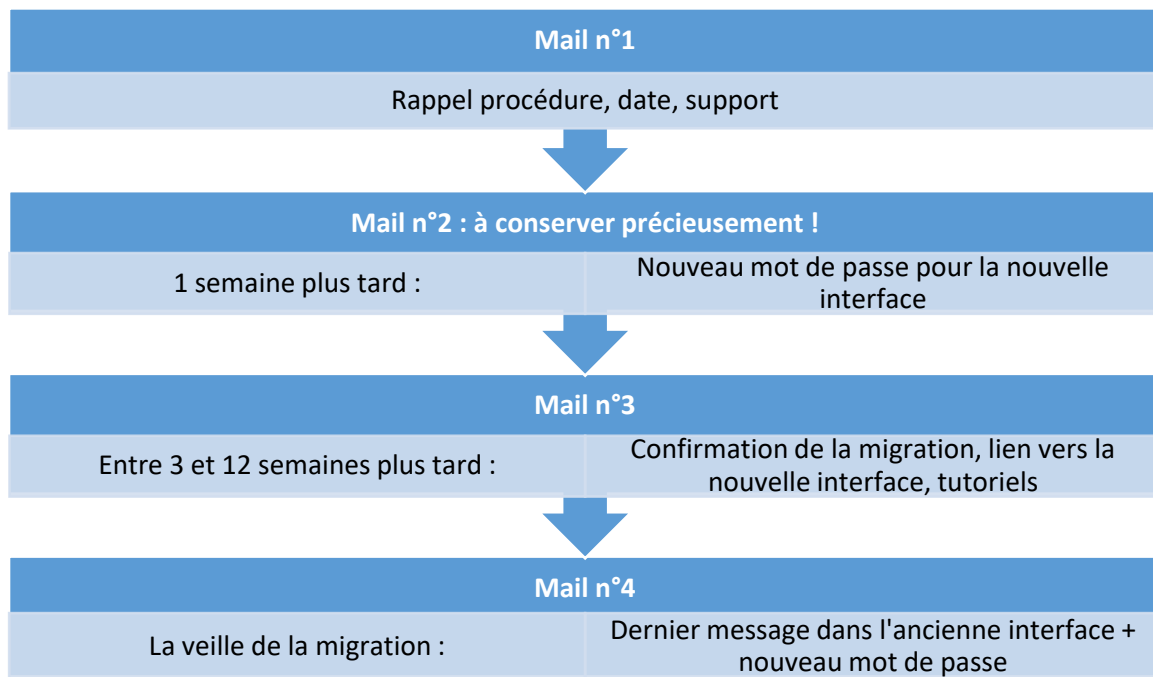 Mail n°1
Rappel procédure, date, support
Mail n°2 : à conserver précieusement !
1 semaine plus tard :
Nouveau mot de passe pour la nouvelle
interface
Mail n°3
Entre 3 et 12 semaines plus tard :
Confirmation de la migration, lien vers la
nouvelle interface, tutoriels
Mail n°4
La veille de la migration :
Dernier message dans l'ancienne interface +
nouveau mot de passe